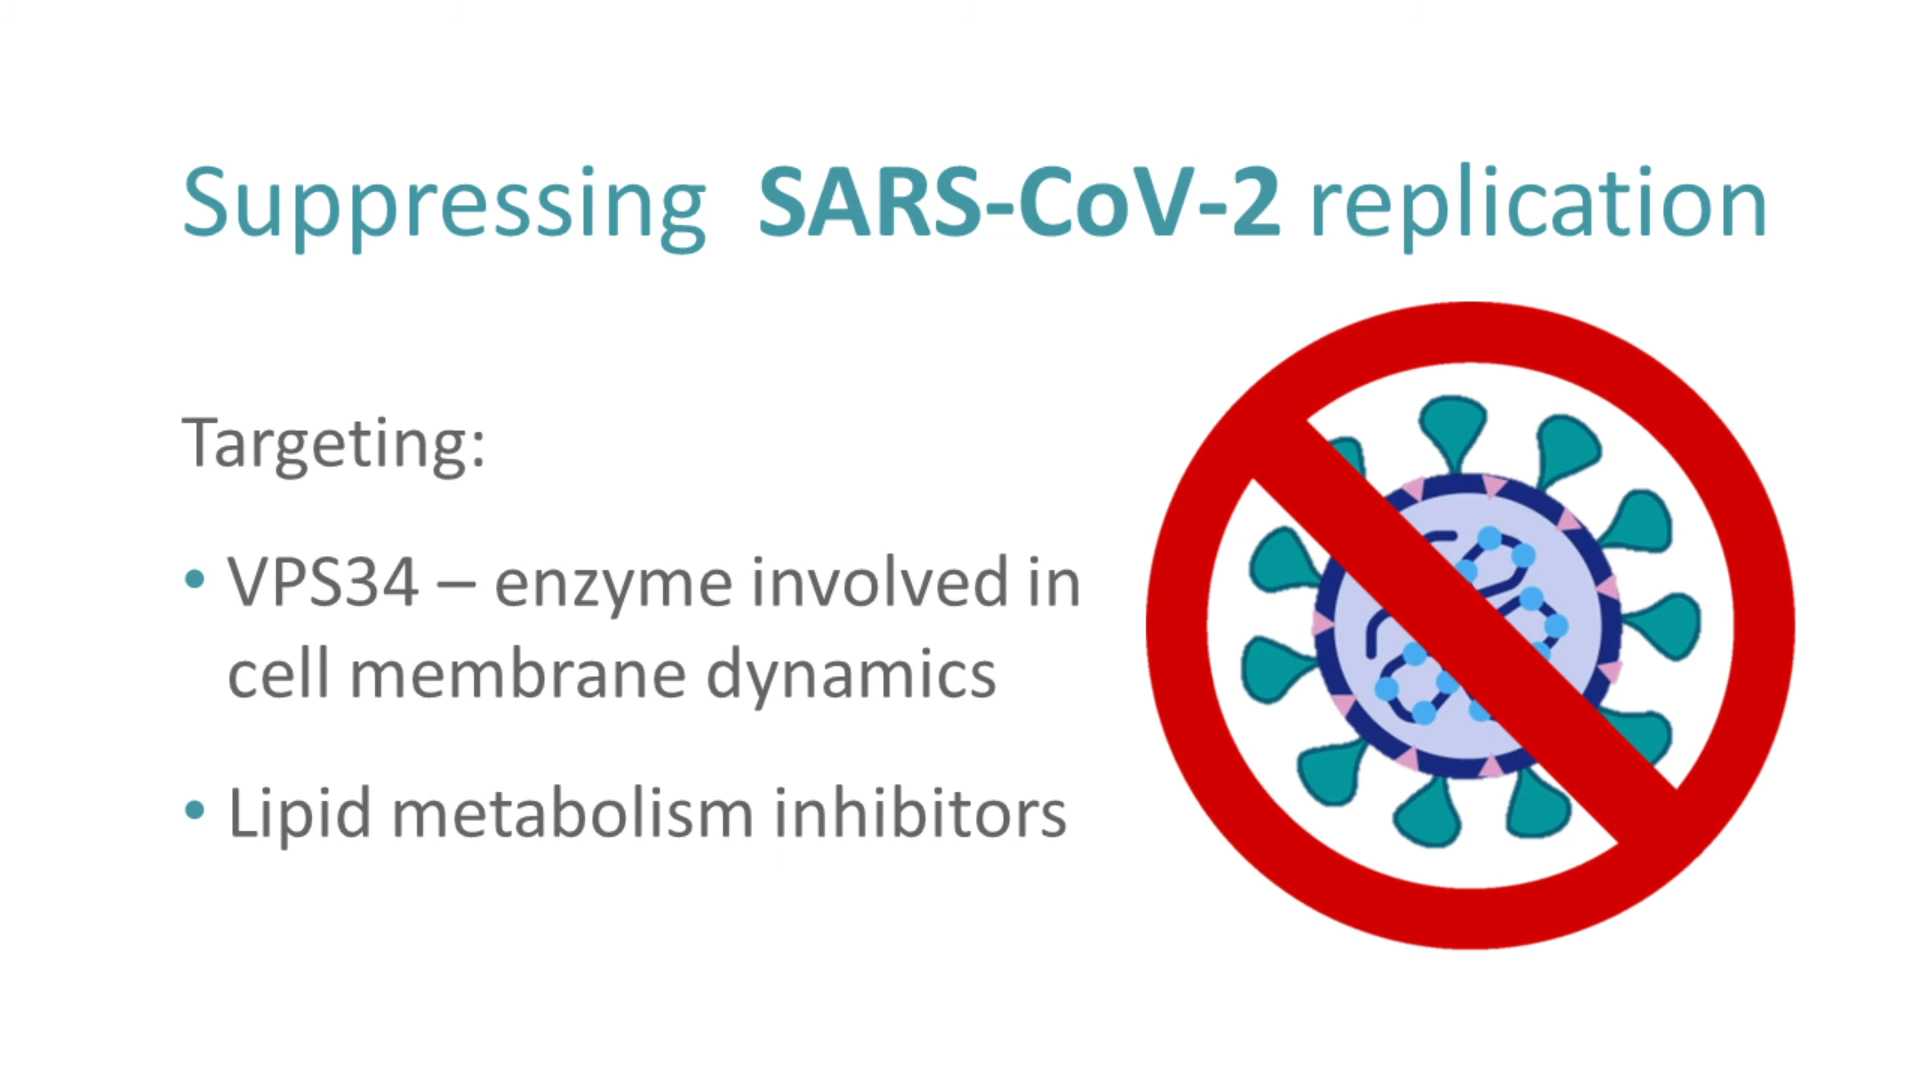 Suppressing SARS-CoV-2 replication
Targeting:
• VPS34 – enzyme involved in
cell membrane dynamics
• Lipid metabolism inhibitors